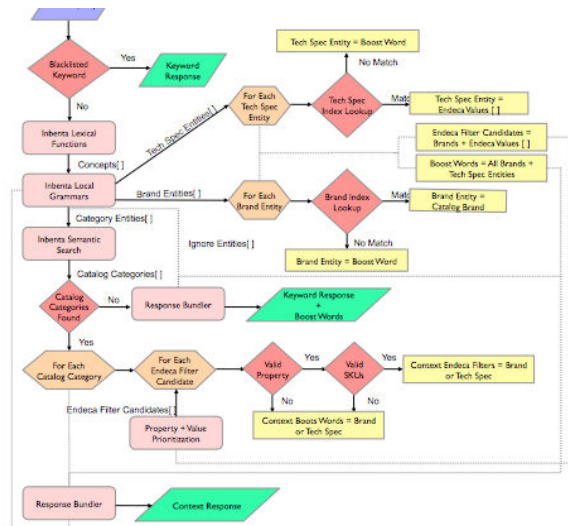 Tech Spec Entity = Boost Word
Blacklisted
Keyword
Yes
Keyword
Response
No Match
For Each
Tech Spec
Entity
Tech Spec
Index Lookup
Match
Tech Spec Entity =
Endeca Values [ ]
No
Tech Spec Entities[ ]
Inbenta Lexical
Functions
Endeca Filter Candidates =
Brands + Endeca Values [ ]
Concepts[ ]
Boost Words = All Brands +
Tech Spec Entities
Inbenta Local
Grammars
Brand Entities[ ]
For Each
Brand Entity
Brand Index
Lookup
Matc
Brand Entity =
Catalog Brand
Category Entities[ ]
Ignore Entities[ ]
No Match
Inbenta Semantic
Search
Brand Entity = Boost Word
Catalog Categories[ ]
Catalog
Categories
Found
No
Response Bundler
Keyword Response
+
Boost Words
Yes
For Each
Catalog Category
For Each
Endeca Filter
Candidate
Valid
Property
Yes
Valid
SKUs
Yes
Context Endeca Filters = Brand
or Tech Spec
No
No
Endeca Filter Candidates[ ]
Property + Value
Prioritization
Context Boots Words = Brand
or Tech Spec
Response Bundler
Context Response